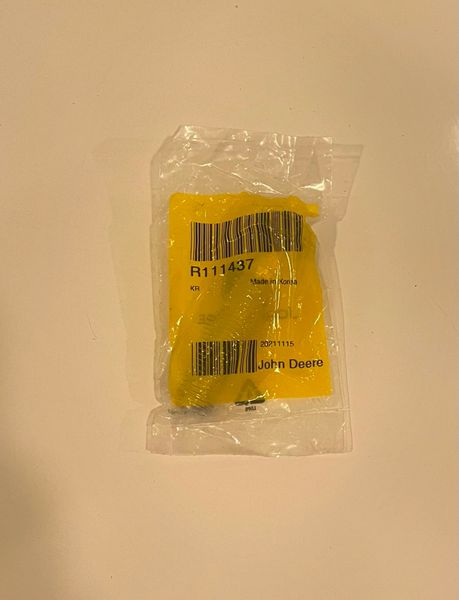 R111437
KR Made in Korea
20211115
John Deere